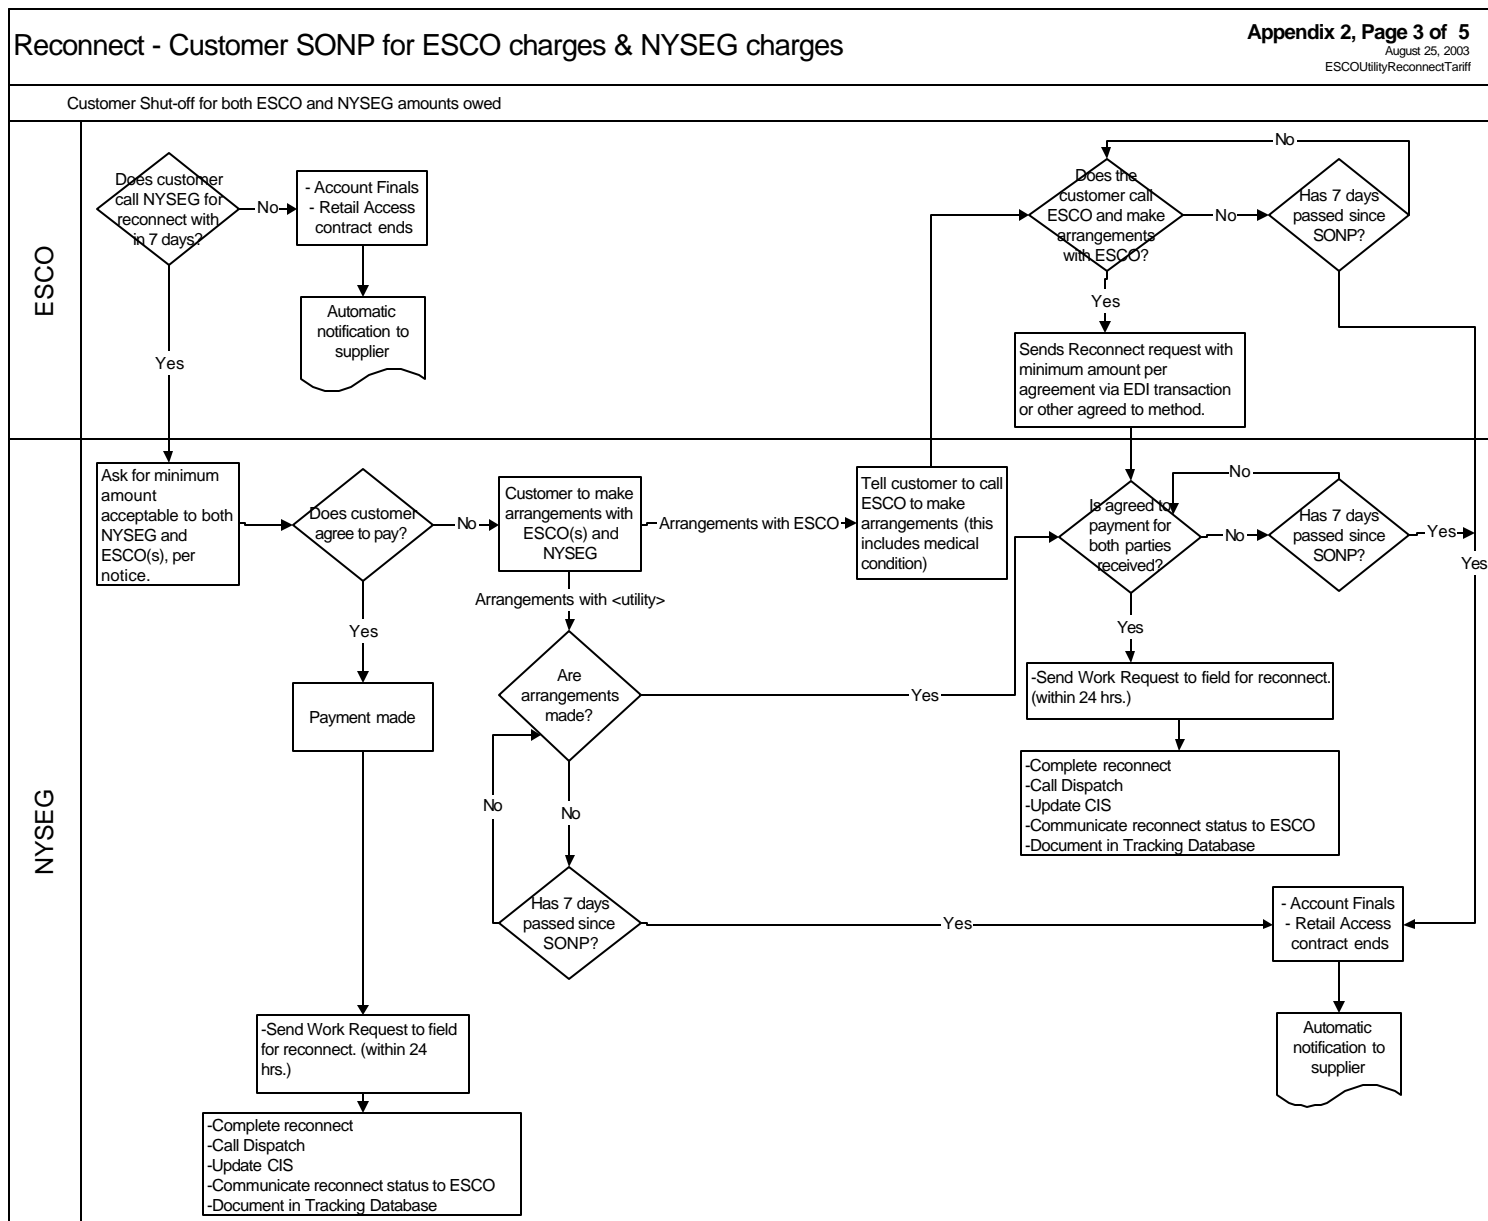 Reconnect - Customer SONP for ESCO charges & NYSEG charges
Appendix 2, Page 3 of 5
August 25, 2003
ESCOUtilityReconnectTariff
Customer Shut-off for both ESCO and NYSEG amounts owed
ESCO
Does customer
call NYSEG for
reconnect with
in 7 days?
No
- Account Finals
- Retail Access
contract ends
Automatic
notification to
supplier
Yes
Does the
customer call
ESCO and make
arrangements
with ESCO?
No
Has 7 days
passed since
SONP?
No
Yes
Sends Reconnect request with
minimum amount per
agreement via EDI transaction
or other agreed to method.
NYSEG
Ask for minimum
amount
acceptable to both
NYSEG and
ESCO(s), per
notice.
Does customer
agree to pay?
No
Customer to make
arrangements with
ESCO(s) and
NYSEG
Arrangements with ESCO
Tell customer to call
ESCO to make
arrangements (this
includes medical
condition)
Is agreed to
payment for
both parties
received?
No
No
Has 7 days
passed since
SONP?
Yes
Yes
Arrangements with <utility>
Yes
Payment made
Are
arrangements
made?
Yes
Yes
-Send Work Request to field for reconnect.
(within 24 hrs.)
-Complete reconnect
-Call Dispatch
-Update CIS
-Communicate reconnect status to ESCO
-Document in Tracking Database
No
No
Has 7 days
passed since
SONP?
Yes
- Account Finals
- Retail Access
contract ends
Automatic
notification to
supplier
-Send Work Request to field
for reconnect. (within 24
hrs.)
-Complete reconnect
-Call Dispatch
-Update CIS
-Communicate reconnect status to ESCO
-Document in Tracking Database